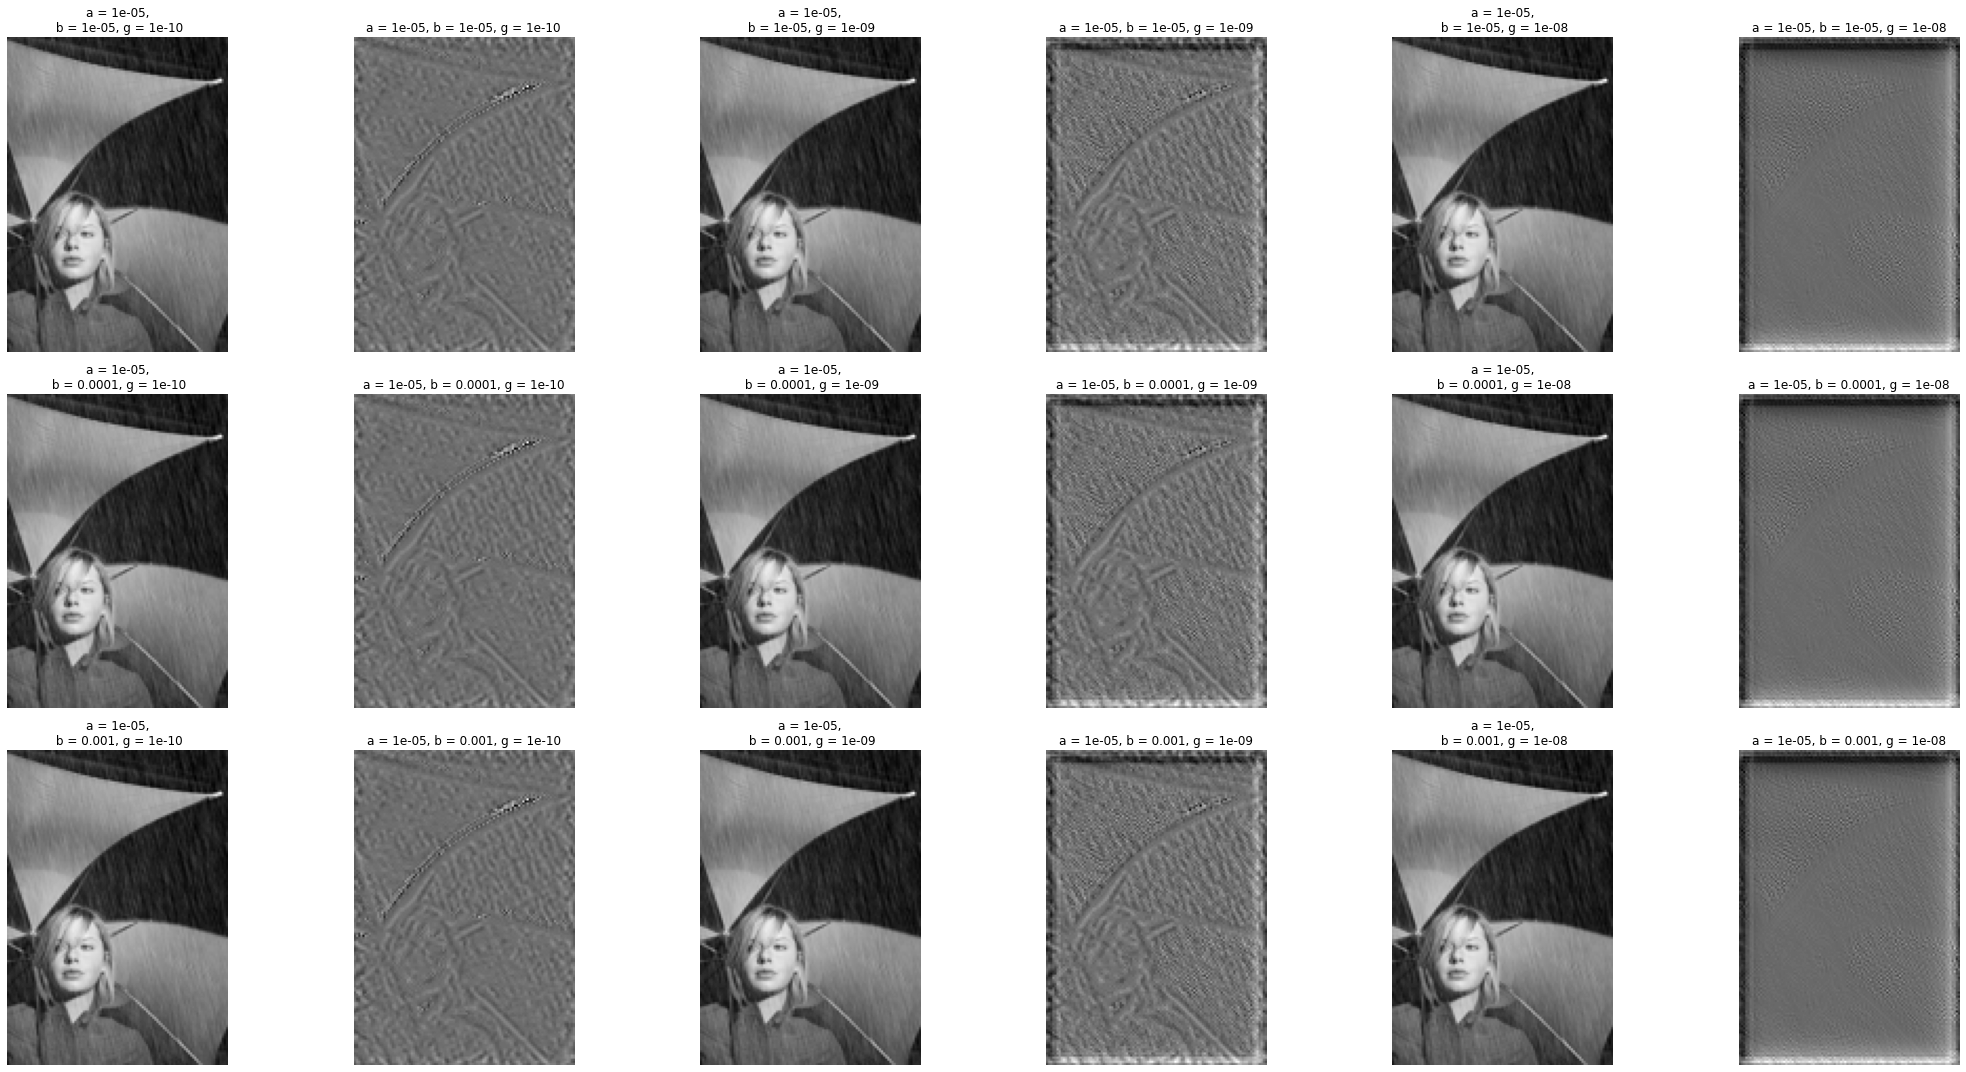 a = 1e-05,
b = 1e-05, g = 1e-10
a = 1e-05, b = 1e-05, g = 1e-10
a = 1e-05,
b = 1e-05, g = 1e-09
a = 1e-05, b = 1e-05, g = 1e-09
a = 1e-05,
b = 1e-05, g = 1e-08
a = 1e-05, b = 1e-05, g = 1e-08
a = 1e-05,
b = 0.0001, g = 1e-10
a = 1e-05, b = 0.0001, g = 1e-10
a = 1e-05,
b = 0.0001, g = 1e-09
a = 1e-05, b = 0.0001, g = 1e-09
a = 1e-05,
b = 0.0001, g = 1e-08
a = 1e-05, b = 0.0001, g = 1e-08
a = 1e-05,
b = 0.001, g = 1e-10
a = 1e-05, b = 0.001, g = 1e-10
a = 1e-05,
b = 0.001, g = 1e-09
a = 1e-05, b = 0.001, g = 1e-09
a = 1e-05,
b = 0.001, g = 1e-08
a = 1e-05, b = 0.001, g = 1e-08